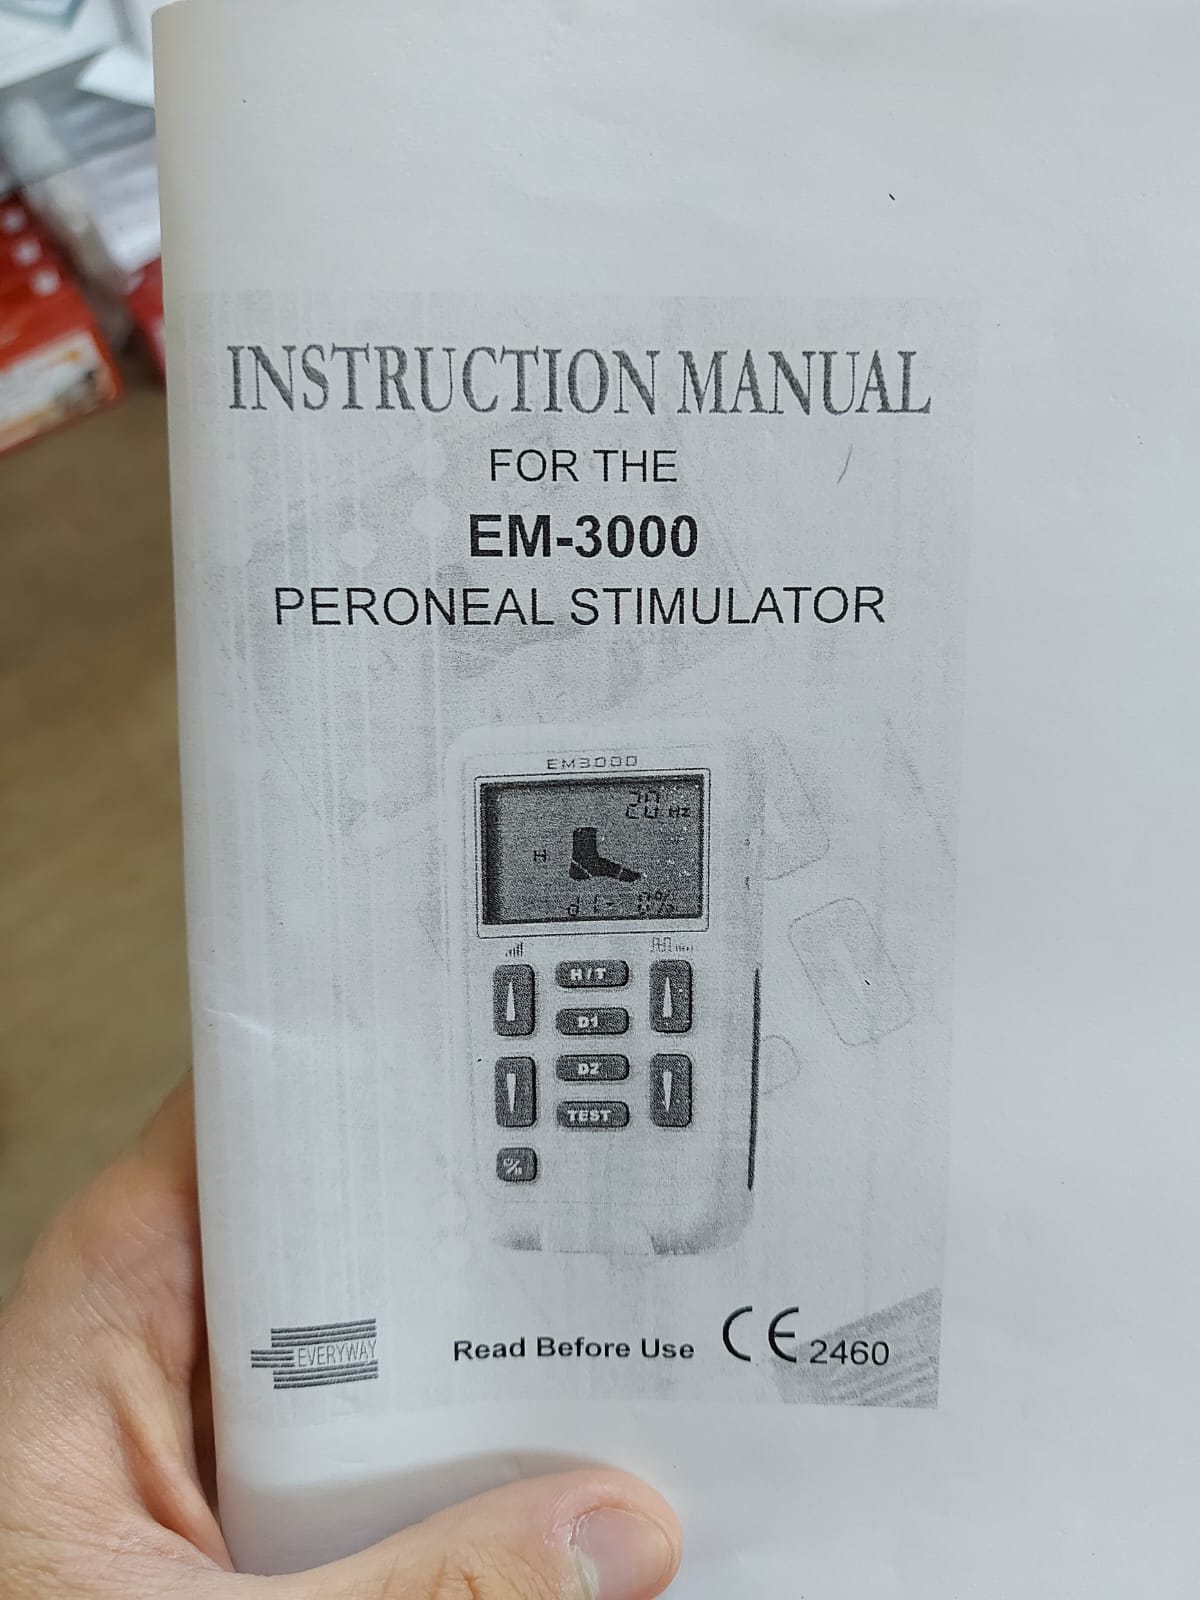 INSTRUCTION MANUAL
FOR THE
EM-3000
PERONEAL STIMULATOR
EM3000
20 Hz
H
d1- 0%
H/T
D1
D2
TEST
EVERYWAY
Read Before Use CE 2460